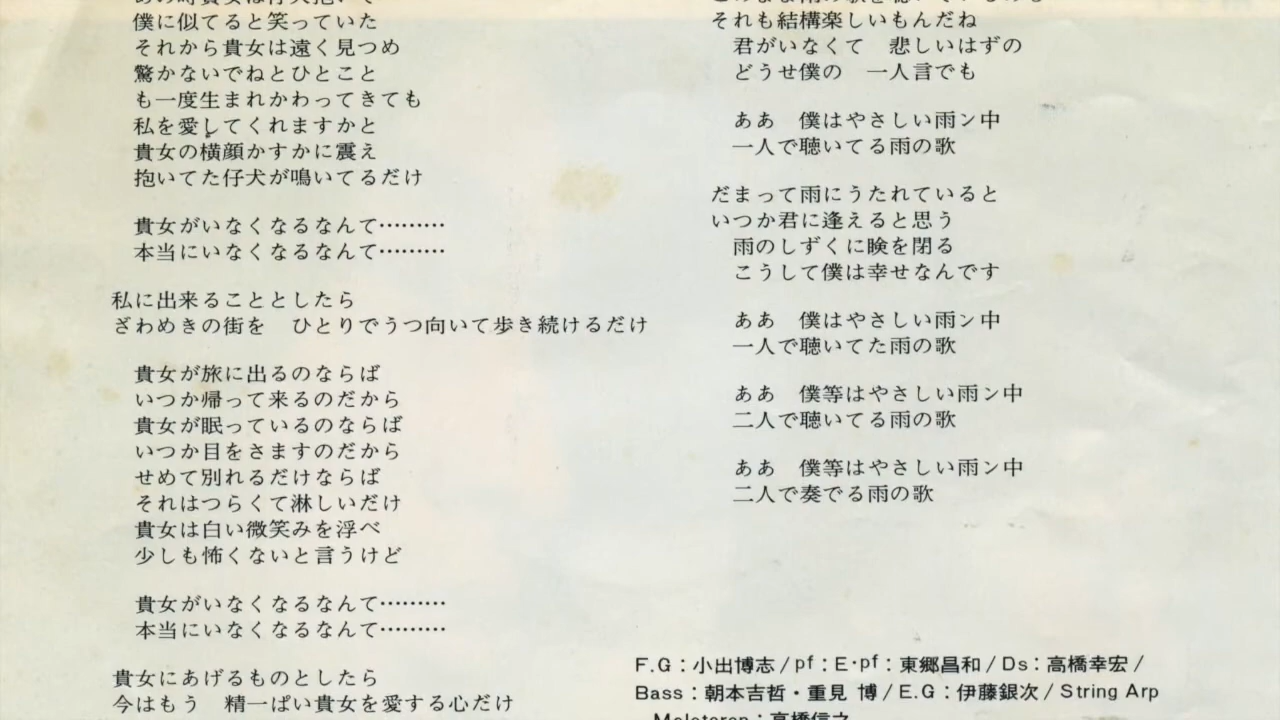 僕に似てると笑っていた
それから貴女は遠く見つめ
驚かないでねとひとこと
も一度生まれかわってきても
私を愛してくれますかと
貴女の横顔かすかに震え
抱いてた仔犬が鳴いてるだけ
貴女がいなくなるなんて………
本当にいなくなるなんて………
私に出来ることとしたら
ざわめきの街を　ひとりでうつ向いて歩き続けるだけ
貴女が旅に出るのならば
いつか帰って来るのだから
貴女が眠っているのならば
いつか目をさますのだから
せめて別れるだけならば
それはつらくて淋しいだけ
貴女は白い微笑みを浮べ
少しも怖くないと言うけど
貴女がいなくなるなんて………
本当にいなくなるなんて………
貴女にあげるものとしたら
今はもう　精一ぱい貴女を愛する心だけ
それも結構楽しいもんだね
君がいなくて　悲しいはずの
どうせ僕の　一人言でも
ああ　僕はやさしい雨ン中
一人で聴いてる雨の歌
だまって雨にうたれていると
いつか君に逢えると思う
雨のしずくに瞼を閉る
こうして僕は幸せなんです
ああ　僕はやさしい雨ン中
一人で聴いてた雨の歌
ああ　僕等はやさしい雨ン中
二人で聴いてる雨の歌
ああ　僕等はやさしい雨ン中
二人で奏でる雨の歌
F.G：小出博志/pf：E・pf：東郷昌和/Ds：高橋幸宏/
Bass：朝本吉哲・重見 博/E.G：伊藤銀次/String Arp
高橋信之